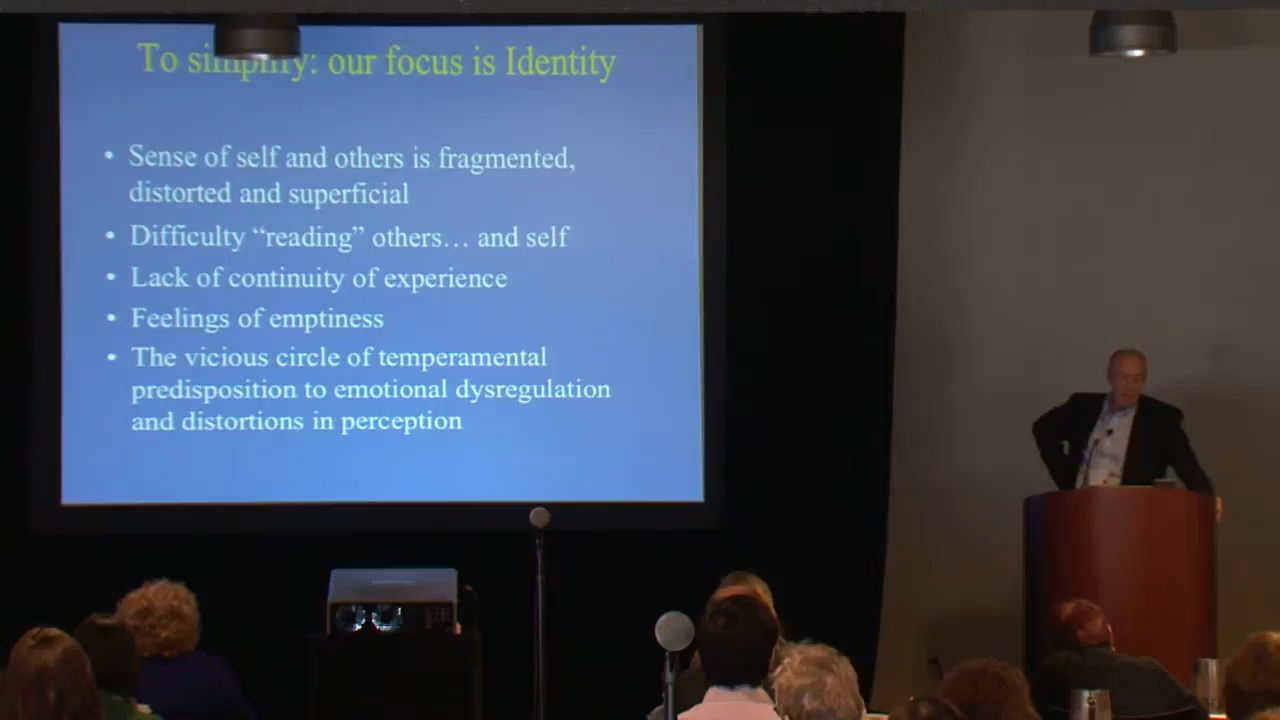 To simplify: our focus is Identity
• Sense of self and others is fragmented,
distorted and superficial
• Difficulty “reading” others… and self
• Lack of continuity of experience
• Feelings of emptiness
• The vicious circle of temperamental
predisposition to emotional dysregulation
and distortions in perception